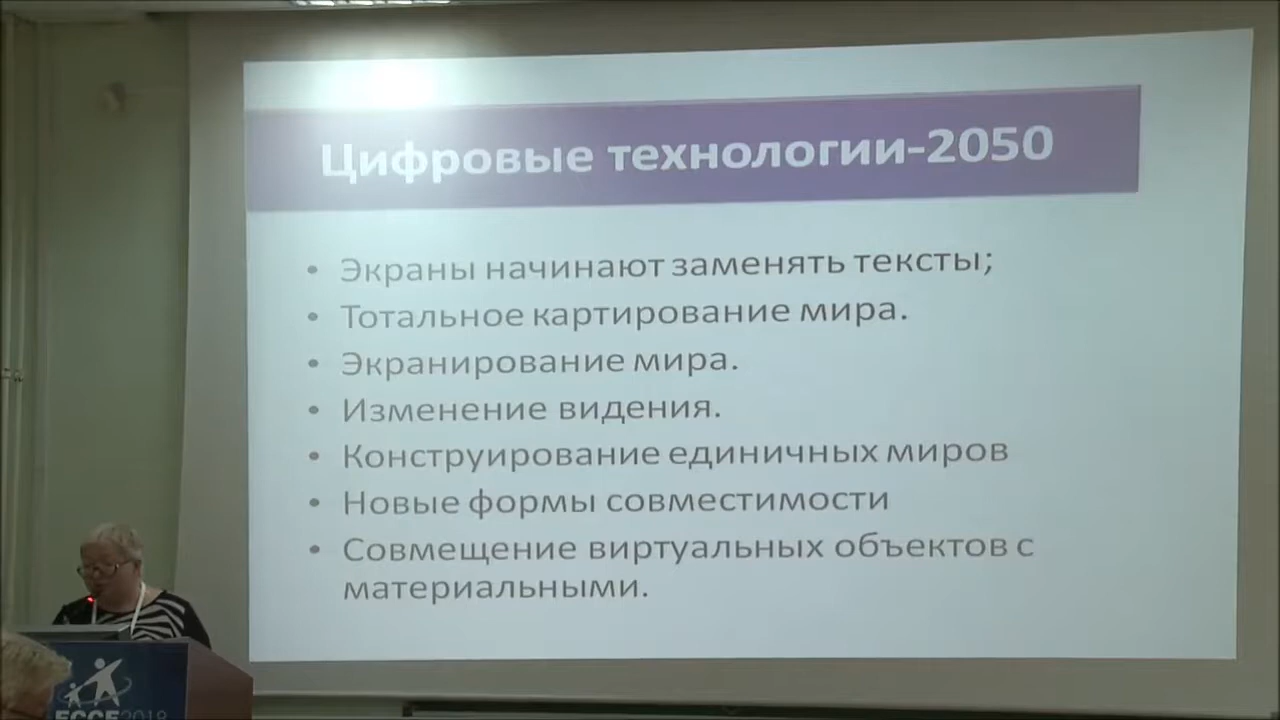 Цифровые технологии-2050
• Экраны начинают заменять тексты;
• Тотальное картирование мира.
• Экранирование мира.
• Изменение видения.
• Конструирование единичных миров
• Новые формы совместимости
• Совмещение виртуальных объектов с
материальными.
ECCE2018